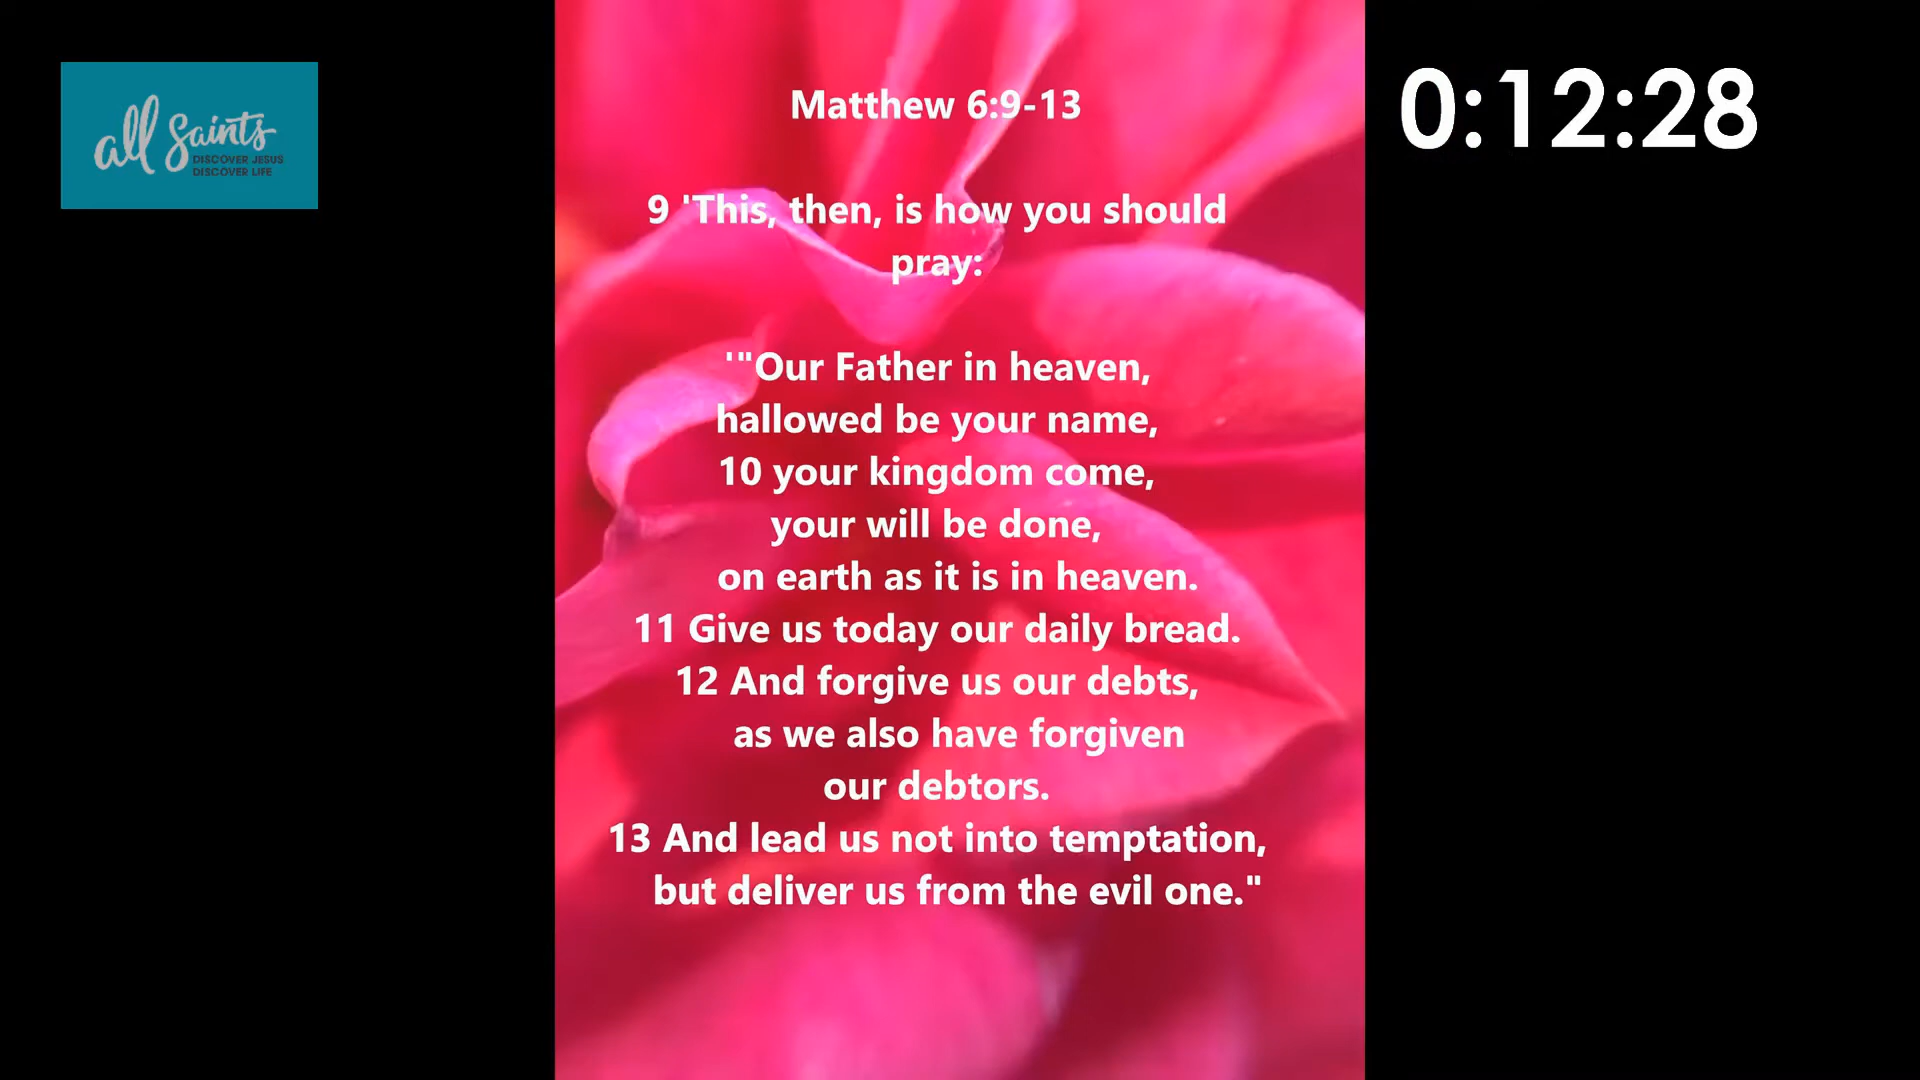 all Saints
DISCOVER JESUS
DISCOVER LIFE
0:12:28
Matthew 6:9-13
9 'This, then, is how you should
pray:
'"Our Father in heaven,
hallowed be your name,
10 your kingdom come,
your will be done,
on earth as it is in heaven.
11 Give us today our daily bread.
12 And forgive us our debts,
as we also have forgiven
our debtors.
13 And lead us not into temptation,
but deliver us from the evil one."